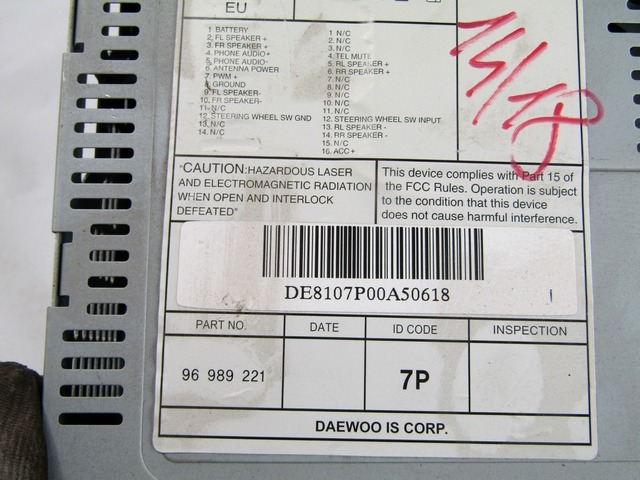 EU
1. BATTERY
2. FL SPEAKER +
3. FR SPEAKER +
4. PHONE AUDIO+
5. PHONE AUDIO-
6. ANTENNA POWER
7. PWM +
8. GROUND
9. FL SPEAKER-
10. FR SPEAKER-
11. N/C
12. STEERING WHEEL SW GND
13. N/C
14. N/C
1. N/C
2. N/C
3. N/C
4. TEL MUTE
5. RL SPEAKER +
6. RR SPEAKER +
7. N/C
8. N/C
9. N/C
10. N/C
11. N/C
12. STEERING WHEEL SW INPUT
13. RL SPEAKER -
14. RR SPEAKER -
15. N/C
16. ACC +
14/18
"CAUTION:HAZARDOUS LASER
AND ELECTROMAGNETIC RADIATION
WHEN OPEN AND INTERLOCK
DEFEATED"
This device complies with Part 15 of
the FCC Rules. Operation is subject
to the condition that this device
does not cause harmful interference.
DE8107P00A50618
PART NO. DATE ID CODE INSPECTION
96 989 221 7P
DAEWOO IS CORP.